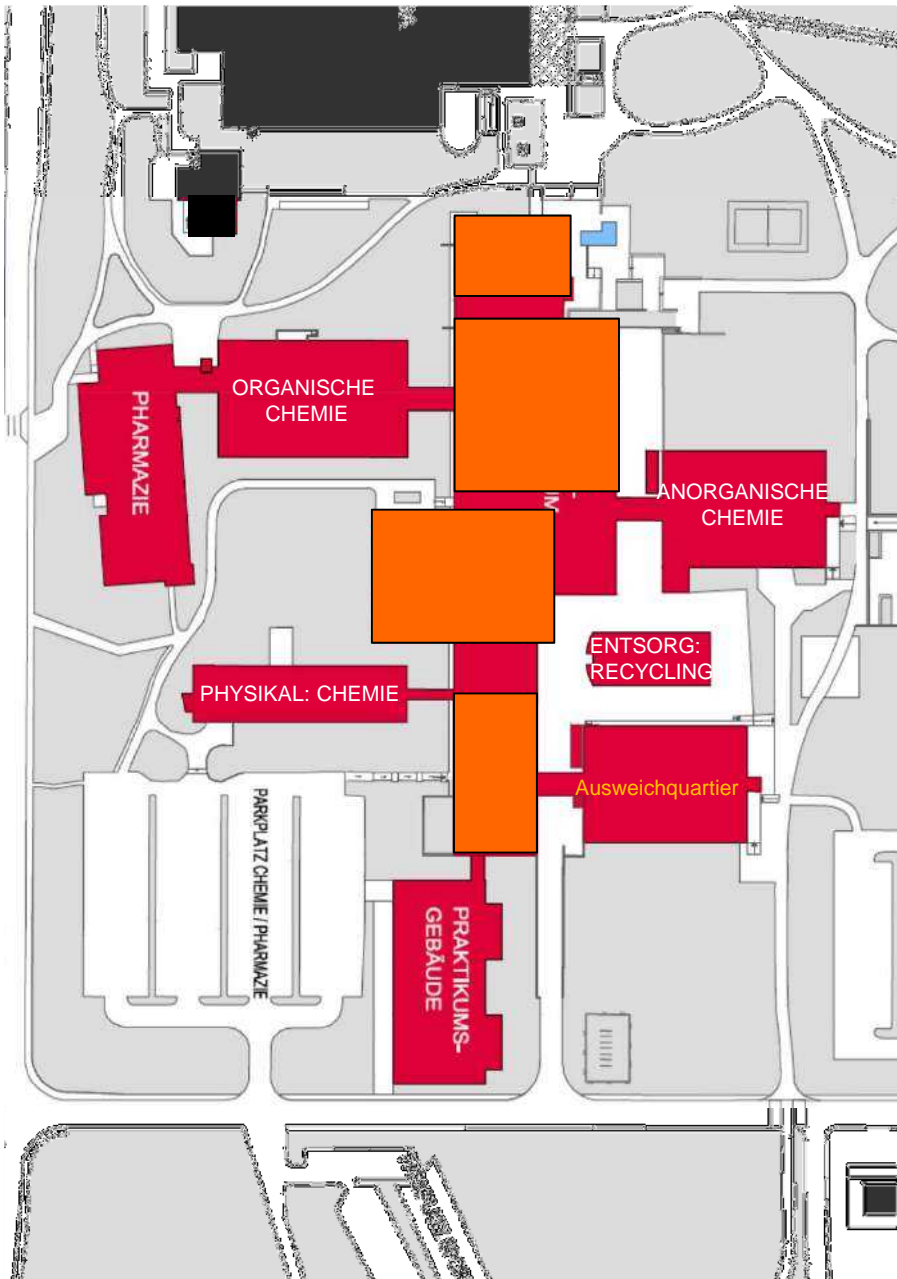 ORGANISCHE
CHEMIE
PHARMAZIE
ANORGANISCHE
CHEMIE
ENTSORG:
RECYCLING
PHYSIKAL: CHEMIE
Ausweichquartier
PARKPLATZ CHEMIE / PHARMAZIE
PRAKTIKUMS-
GEBÄUDE